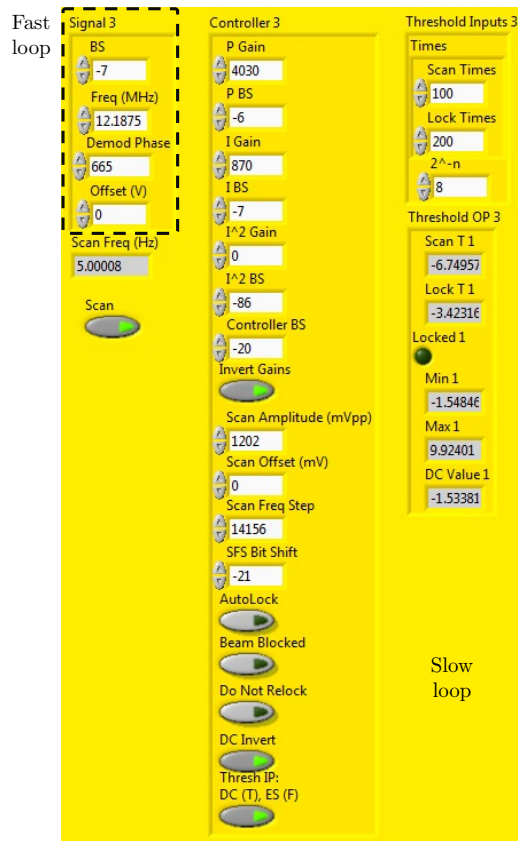 Fast
loop
Signal 3
BS
-7
Freq (MHz)
12.1875
Demod Phase
665
Offset (V)
0
Scan Freq (Hz)
5.00008
Scan
Controller 3
P Gain
4030
P BS
-6
I Gain
870
I BS
-7
I^2 Gain
0
I^2 BS
-86
Controller BS
-20
Invert Gains
Scan Amplitude (mVpp)
1202
Scan Offset (mV)
0
Scan Freq Step
14156
SFS Bit Shift
-21
AutoLock
Beam Blocked
Do Not Relock
DC Invert
Thresh IP:
DC (T), ES (F)
Threshold Inputs 3
Times
Scan Times
100
Lock Times
200
2^-n
8
Threshold OP 3
Scan T 1
-6.74957
Lock T 1
-3.42316
Locked 1
Min 1
-1.54846
Max 1
9.92401
DC Value 1
-1.53381
Slow
loop